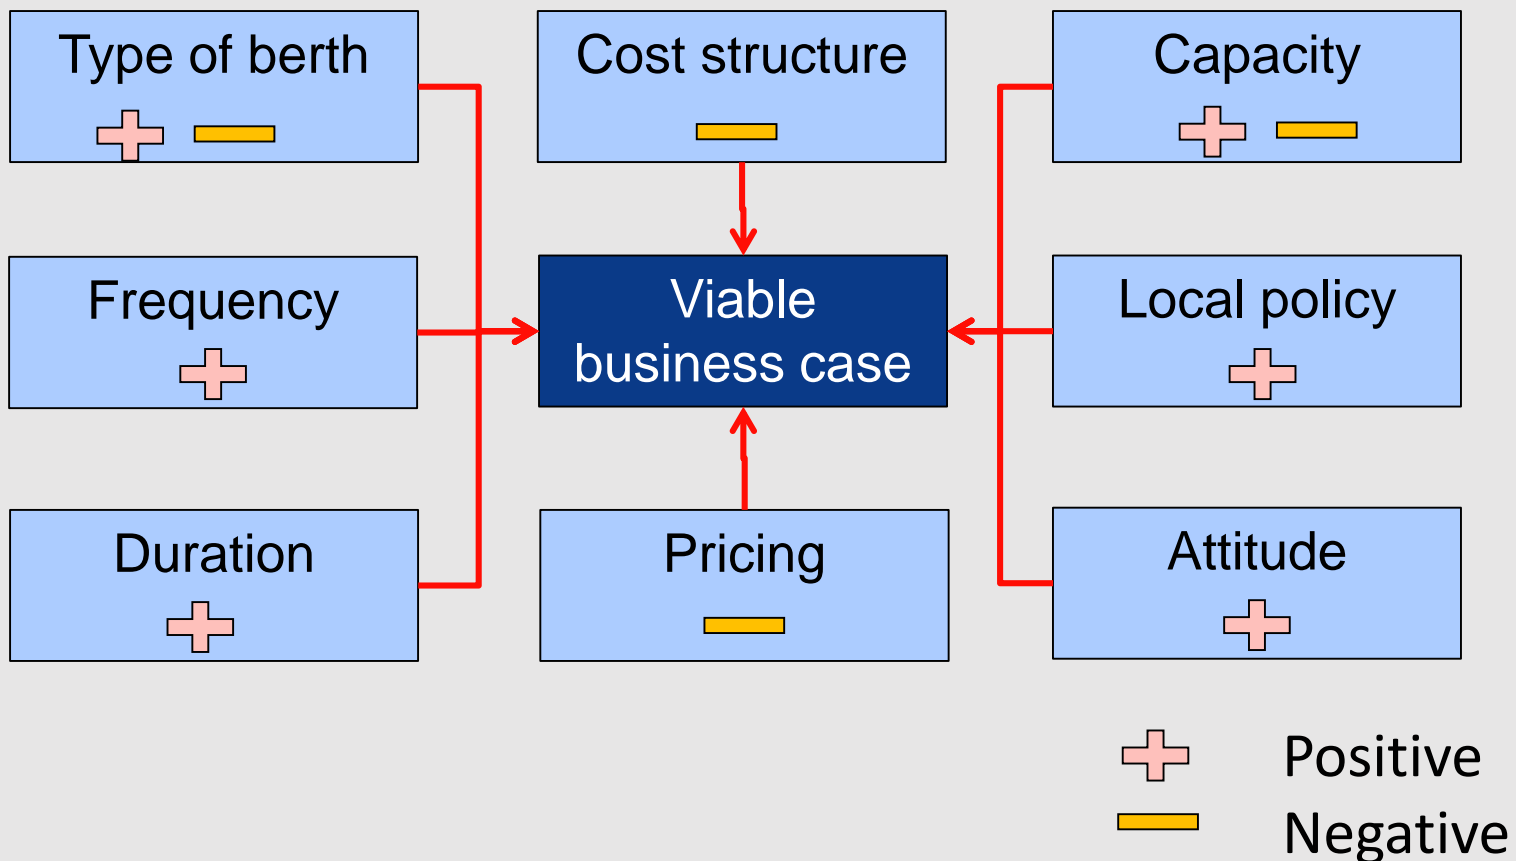 Type of berth
Cost structure
Capacity
Frequency
Viable
business case
Local policy
Duration
Pricing
Attitude
Positive
Negative